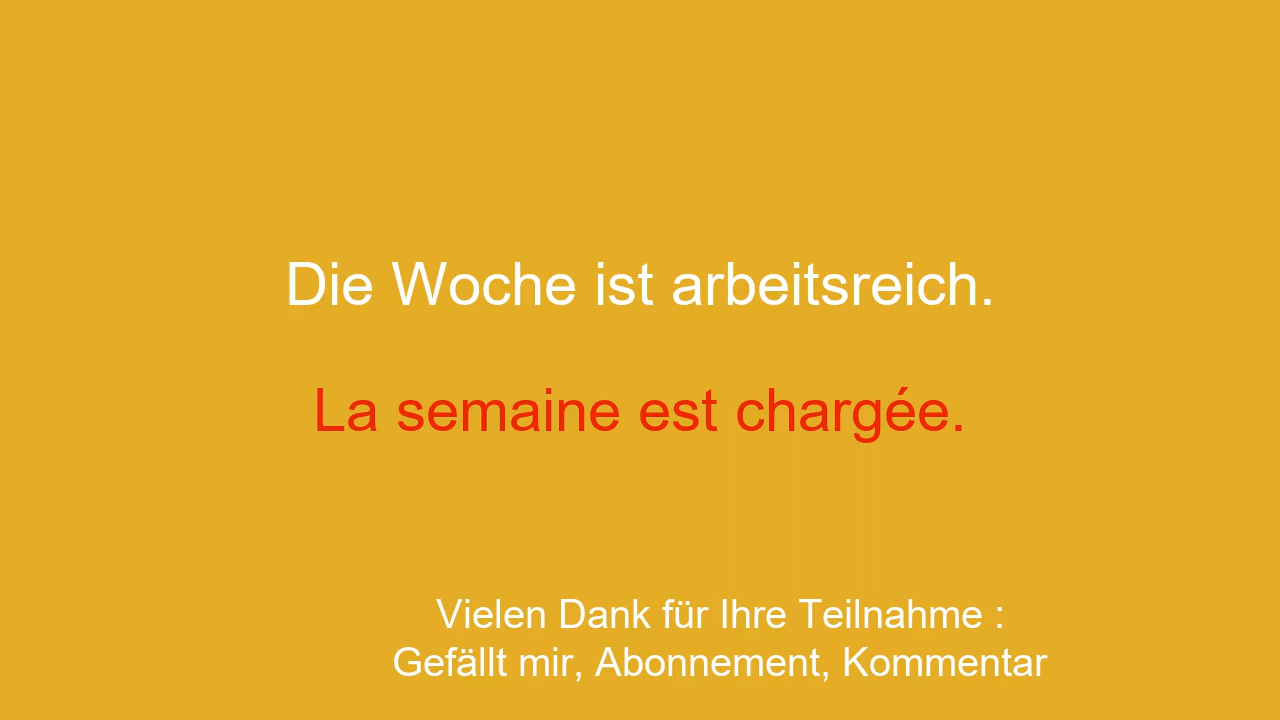 Die Woche ist arbeitsreich.
La semaine est chargée.
Vielen Dank für Ihre Teilnahme :
Gefällt mir, Abonnement, Kommentar